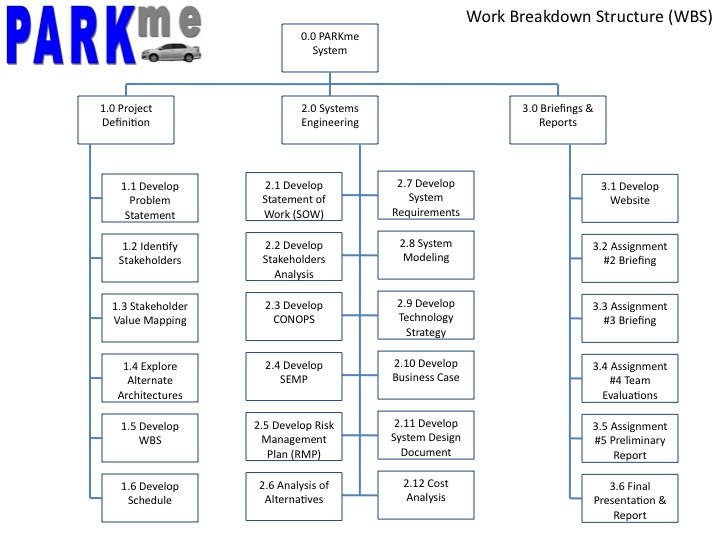 PARKme
Work Breakdown Structure (WBS)
0.0 PARKme
System
1.0 Project
Definition
2.0 Systems
Engineering
3.0 Briefings &
Reports
1.1 Develop
Problem
Statement
1.2 Identify
Stakeholders
1.3 Stakeholder
Value Mapping
1.4 Explore
Alternate
Architectures
1.5 Develop
WBS
1.6 Develop
Schedule
2.1 Develop
Statement of
Work (SOW)
2.2 Develop
Stakeholders
Analysis
2.3 Develop
CONOPS
2.4 Develop
SEMP
2.5 Develop Risk
Management
Plan (RMP)
2.6 Analysis of
Alternatives
2.7 Develop
System
Requirements
2.8 System
Modeling
2.9 Develop
Technology
Strategy
2.10 Develop
Business Case
2.11 Develop
System Design
Document
2.12 Cost
Analysis
3.1 Develop
Website
3.2 Assignment
#2 Briefing
3.3 Assignment
#3 Briefing
3.4 Assignment
#4 Team
Evaluations
3.5 Assignment
#5 Preliminary
Report
3.6 Final
Presentation &
Report